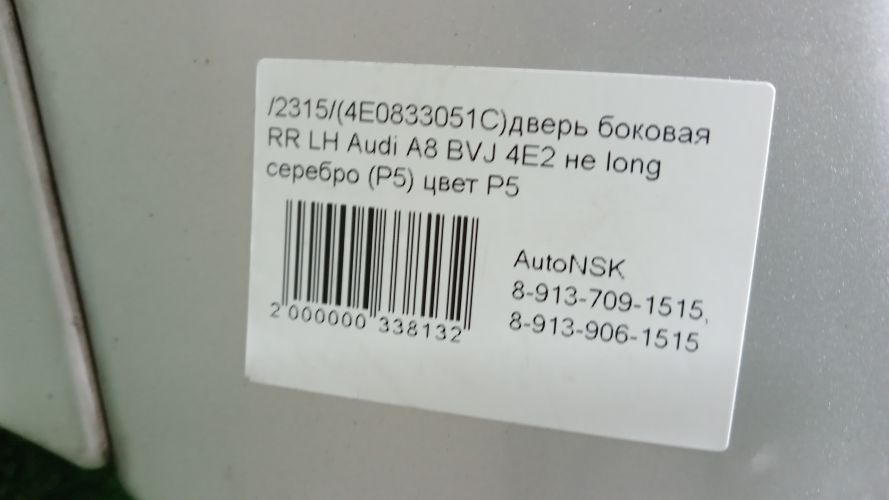 /2315/(4E0833051C)дверь боковая
RR LH Audi A8 BVJ 4E2 не long
серебро (P5) цвет P5
AutoNSK
8-913-709-1515,
8-913-906-1515
2 000000 338132